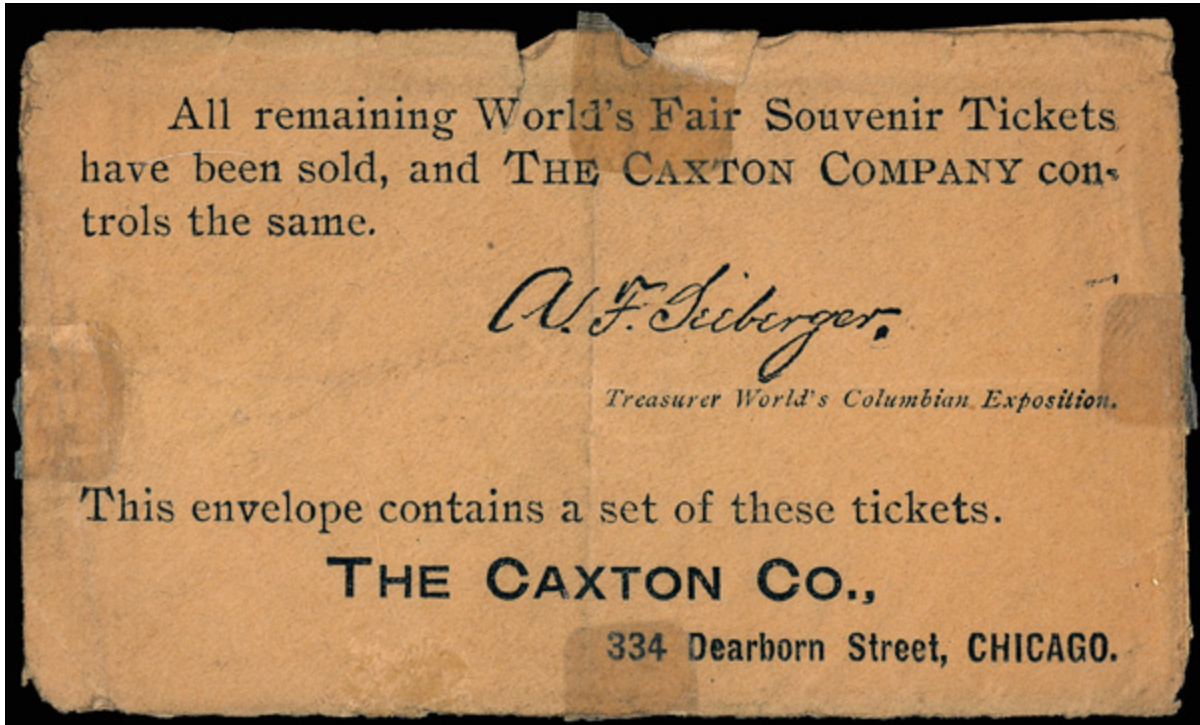 All remaining World's Fair Souvenir Tickets
have been sold, and THE CAXTON COMPANY con-
trols the same.
A. F. Seeberger.
Treasurer World's Columbian Exposition.
This envelope contains a set of these tickets.
THE CAXTON CO.,
334 Dearborn Street, CHICAGO.